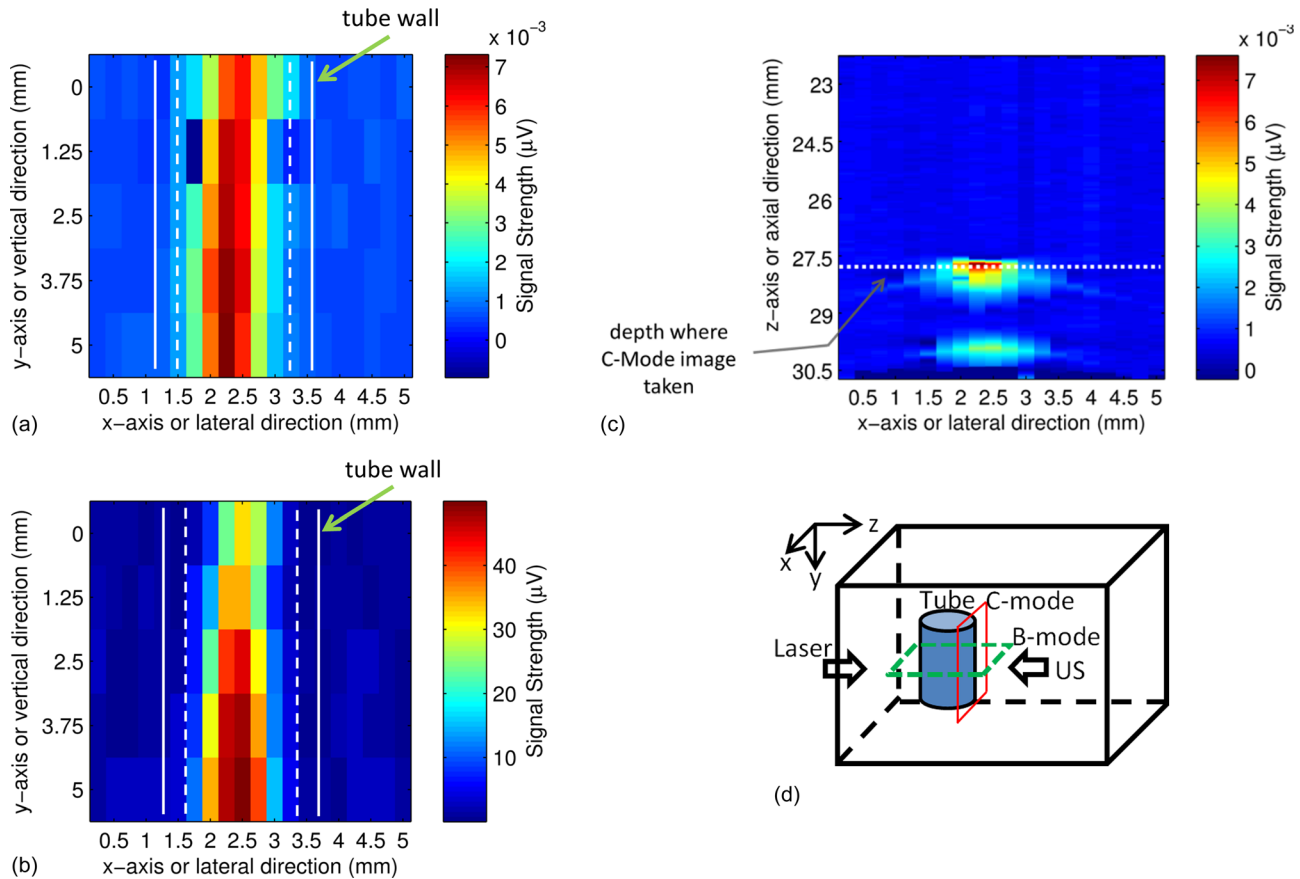 (a)
tube wall
x 10⁻³
y−axis or vertical direction (mm)
0
1.25
2.5
3.75
5
0.5 1 1.5 2 2.5 3 3.5 4 4.5 5
x−axis or lateral direction (mm)
7
6
5
4
3
2
1
0
Signal Strength (μV)
(b)
tube wall
y−axis or vertical direction (mm)
0
1.25
2.5
3.75
5
0.5 1 1.5 2 2.5 3 3.5 4 4.5 5
x−axis or lateral direction (mm)
40
30
20
10
0
Signal Strength (μV)
(c)
x 10⁻³
z−axis or axial direction (mm)
23
24.5
26
27.5
29
30.5
depth where
C-Mode image
taken
0.5 1 1.5 2 2.5 3 3.5 4 4.5 5
x−axis or lateral direction (mm)
7
6
5
4
3
2
1
0
Signal Strength (μV)
(d)
z
x
y
Tube
C-mode
B-mode
Laser
US